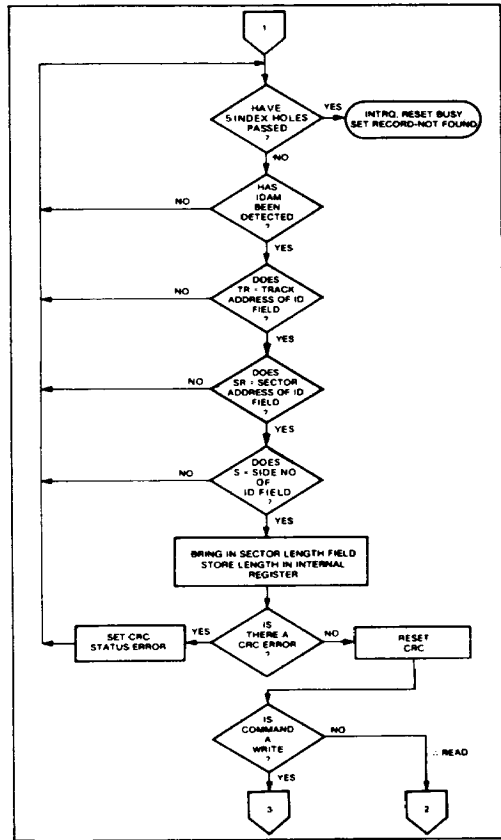 1
HAVE
5 INDEX HOLES
PASSED
?
YES
INTRQ. RESET BUSY
SET RECORD-NOT FOUND
NO
HAS
IDAM
BEEN
DETECTED
?
NO
YES
DOES
TR = TRACK
ADDRESS OF ID
FIELD
?
NO
YES
DOES
SR = SECTOR
ADDRESS OF ID
FIELD
?
NO
YES
DOES
S = SIDE NO
OF
ID FIELD
?
NO
YES
BRING IN SECTOR LENGTH FIELD
STORE LENGTH IN INTERNAL
REGISTER
IS
THERE A
CRC ERROR
?
YES
SET CRC
STATUS ERROR
NO
RESET
CRC
IS
COMMAND
A
WRITE
?
NO
∴ READ
YES
3
2